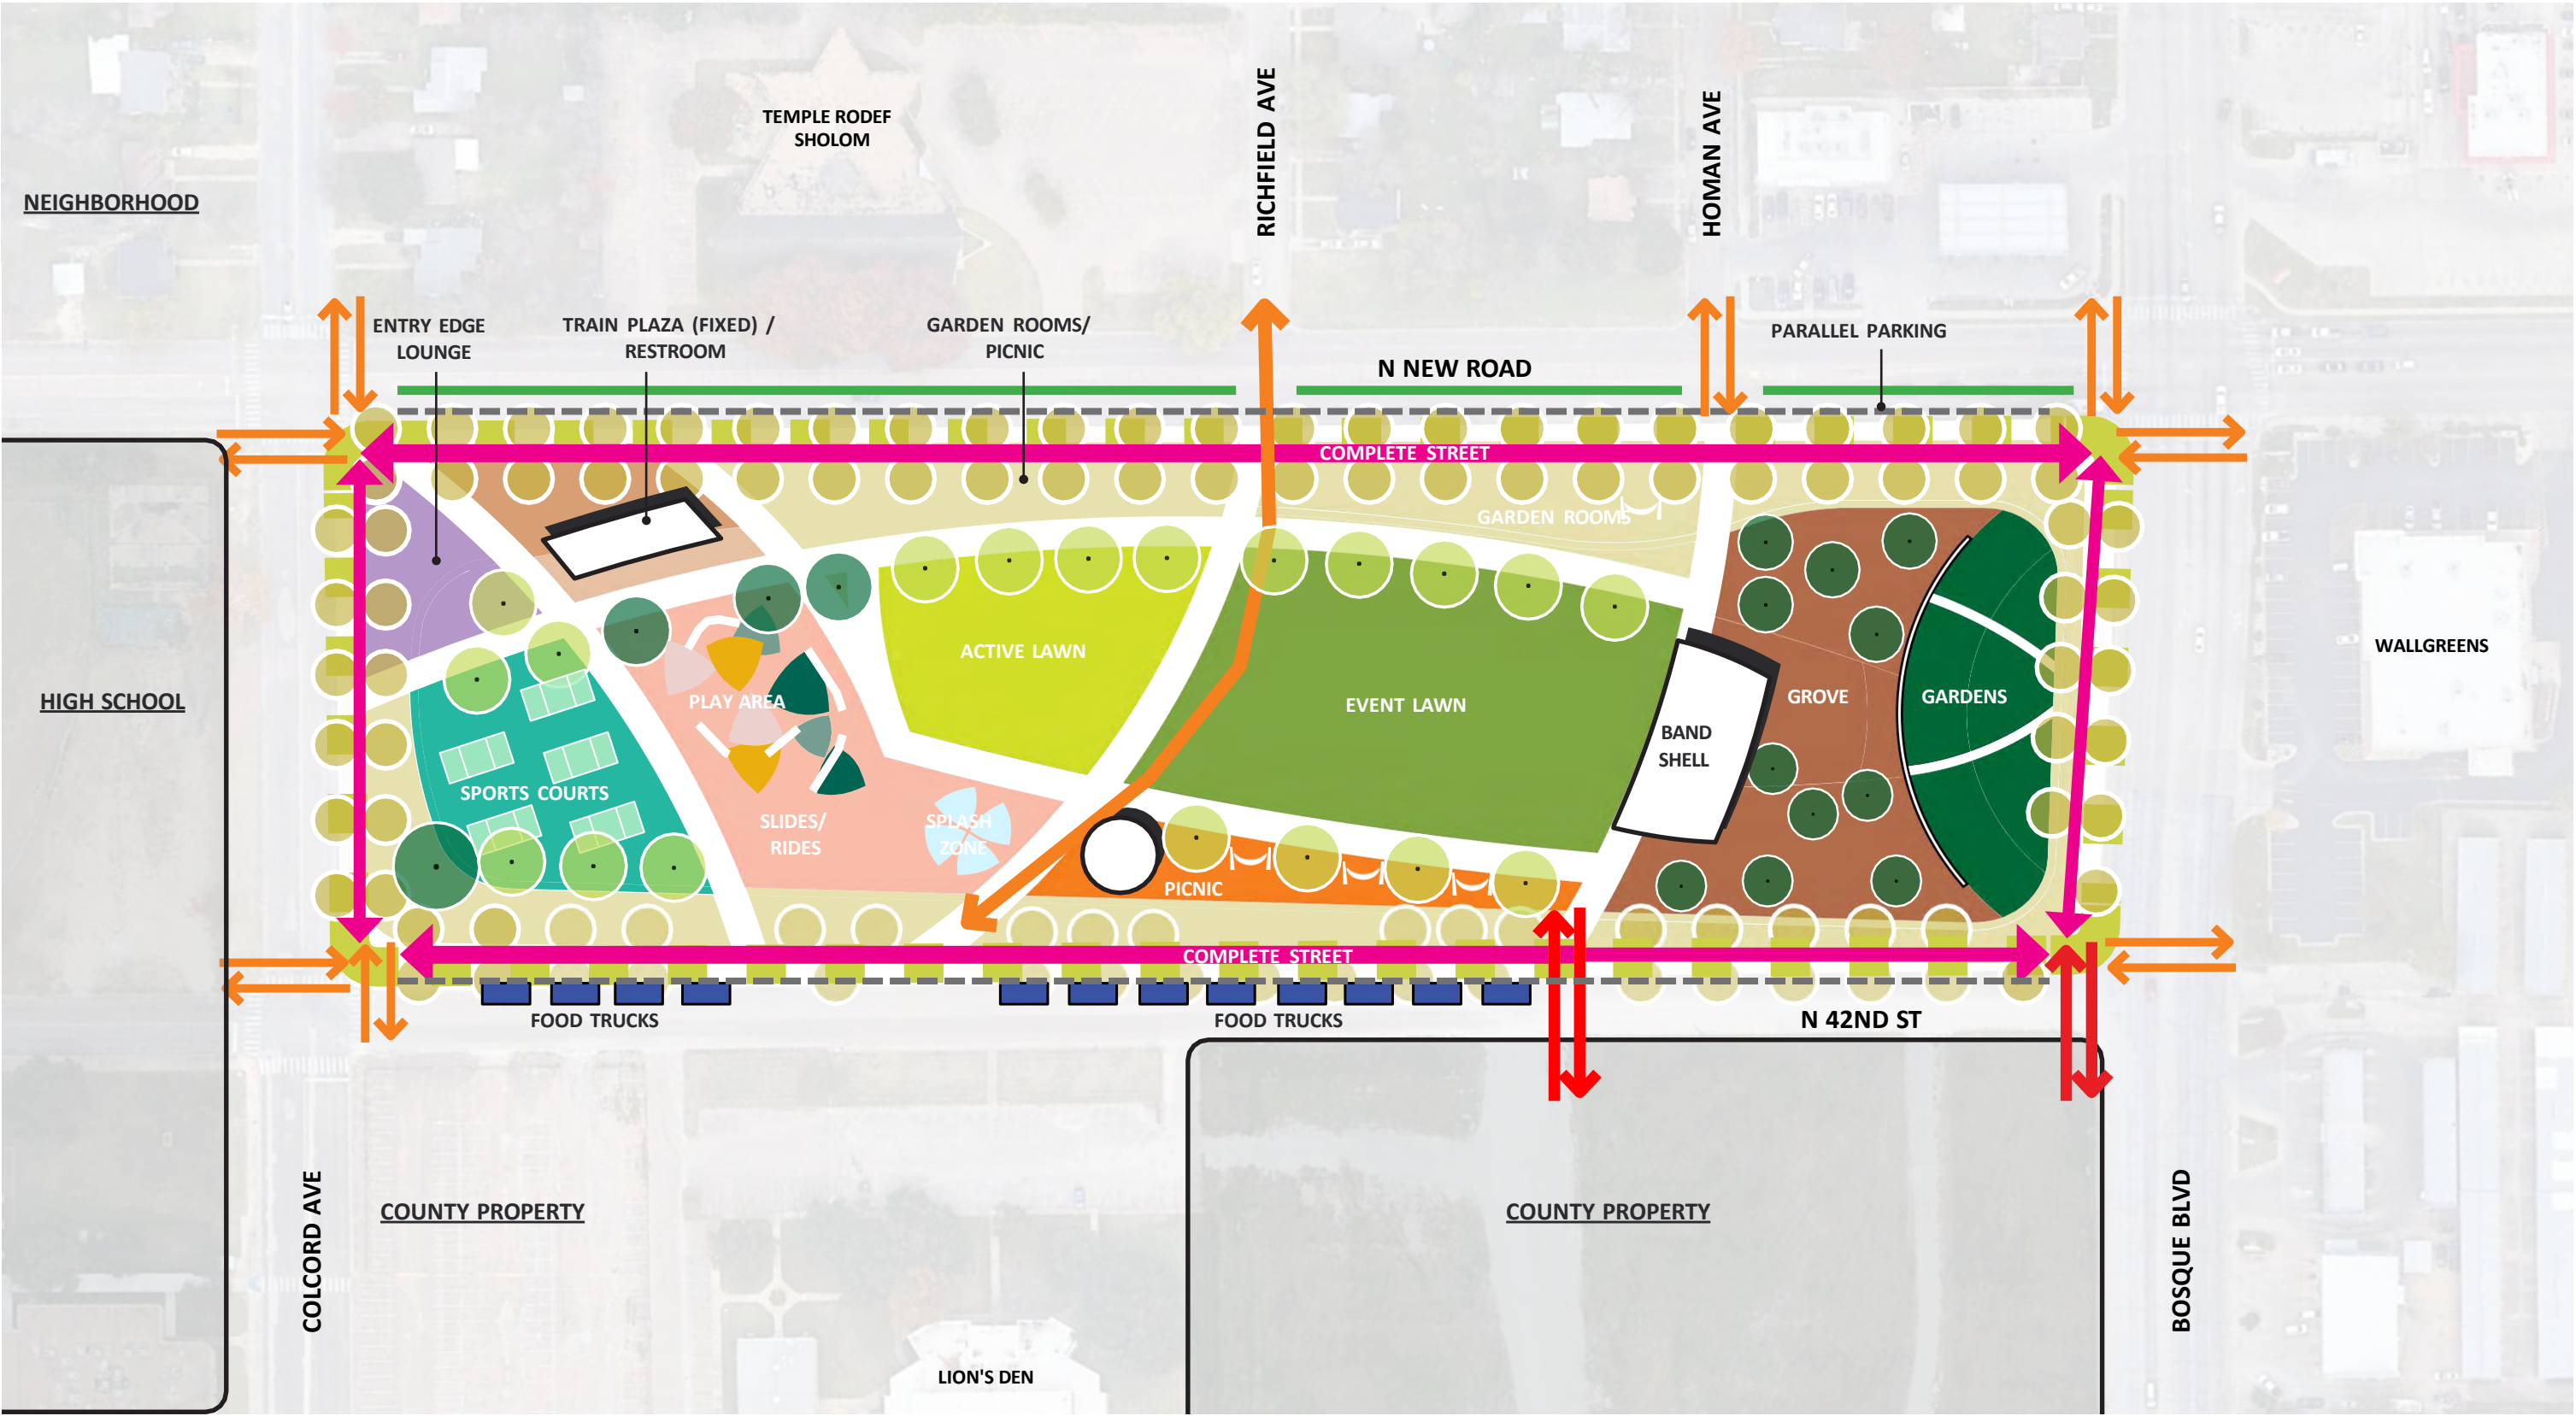 RICHFIELD AVE
HOMAN AVE
TEMPLE RODEF
SHOLOM
NEIGHBORHOOD
ENTRY EDGE
LOUNGE
TRAIN PLAZA (FIXED) /
RESTROOM
GARDEN ROOMS/
PICNIC
N NEW ROAD
PARALLEL PARKING
COMPLETE STREET
GARDEN ROOMS
ACTIVE LAWN
WALLGREENS
HIGH SCHOOL
PLAY AREA
EVENT LAWN
GROVE
GARDENS
BAND
SHELL
SPORTS COURTS
SLIDES/
RIDES
SPLASH
ZONE
PICNIC
COMPLETE STREET
FOOD TRUCKS
FOOD TRUCKS
N 42ND ST
COLCORD AVE
COUNTY PROPERTY
COUNTY PROPERTY
BOSQUE BLVD
LION'S DEN